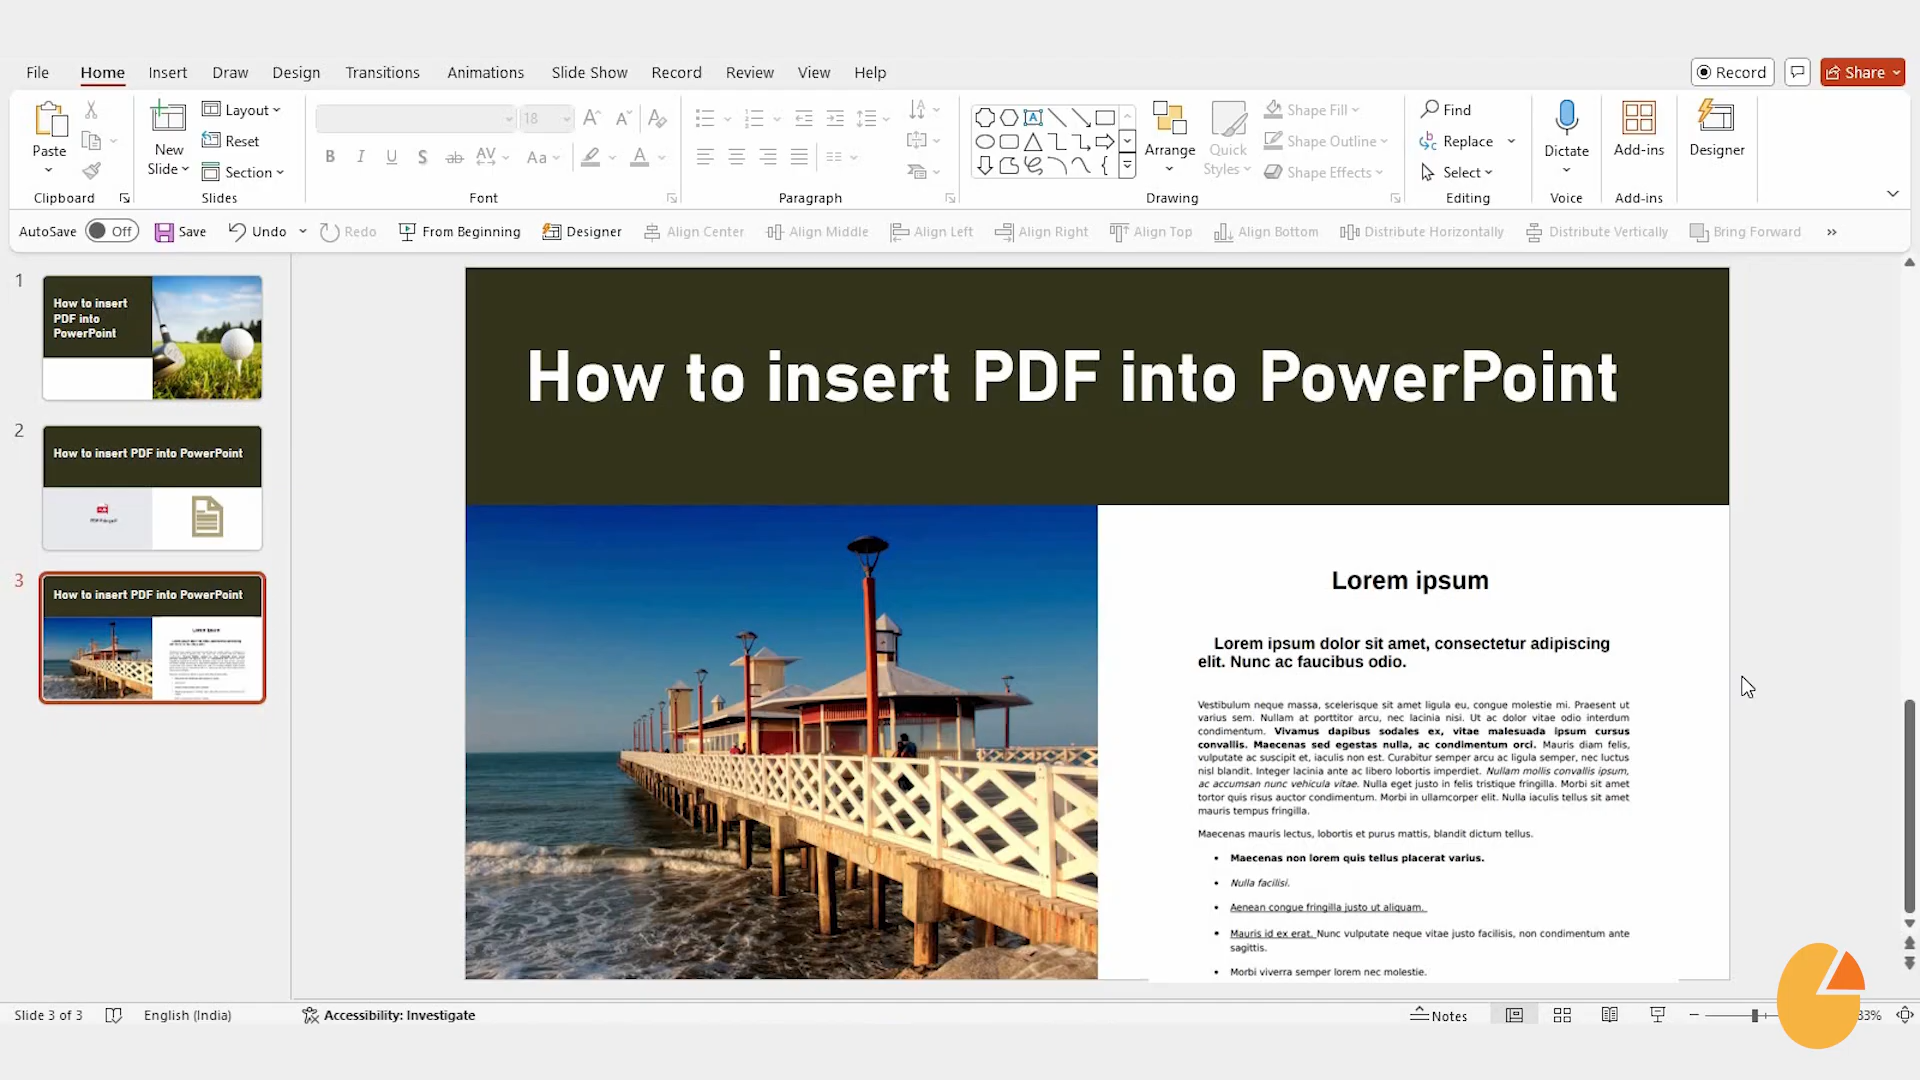 File Home Insert Draw Design Transitions Animations Slide Show Record Review View Help Record Share
Paste
Clipboard
New
Slide
Layout
Reset
Section
Slides
18
B I U S ab AV Aa A
Font
Paragraph
A
Drawing
Arrange
Quick
Styles
Shape Fill
Shape Outline
Shape Effects
Find
Replace
Select
Editing
Dictate
Voice
Add-ins
Add-ins
Designer
AutoSave Off Save Undo Redo From Beginning Designer Align Center Align Middle Align Left Align Right Align Top Align Bottom Distribute Horizontally Distribute Vertically Bring Forward
1
How to insert
PDF into
PowerPoint
2
How to insert PDF into PowerPoint
3
How to insert PDF into PowerPoint
How to insert PDF into PowerPoint
Lorem ipsum
Lorem ipsum dolor sit amet, consectetur adipiscing
elit. Nunc ac faucibus odio.
Vestibulum neque massa, scelerisque sit amet ligula eu, congue molestie mi. Praesent ut
varius sem. Nullam at porttitor arcu, nec lacinia nisi. Ut ac dolor vitae odio interdum
condimentum. Vivamus dapibus sodales ex, vitae malesuada ipsum cursus
convallis. Maecenas sed egestas nulla, ac condimentum orci. Mauris diam felis,
vulputate ac suscipit et, iaculis non est. Curabitur semper arcu ac ligula semper, nec luctus
nisl blandit. Integer lacinia ante ac libero lobortis imperdiet. Nullam mollis convallis ipsum,
ac accumsan nunc vehicula vitae. Nulla eget justo in felis tristique fringilla. Morbi sit amet
tortor quis risus auctor condimentum. Morbi in ullamcorper elit. Nulla iaculis tellus sit amet
mauris tempus fringilla.
Maecenas mauris lectus, lobortis et purus mattis, blandit dictum tellus.
• Maecenas non lorem quis tellus placerat varius.
• Nulla facilisi.
• Aenean congue fringilla justo ut aliquam.
• Mauris id ex erat. Nunc vulputate neque vitae justo facilisis, non condimentum ante
sagittis.
• Morbi viverra semper lorem nec molestie.
Slide 3 of 3 English (India) Accessibility: Investigate Notes